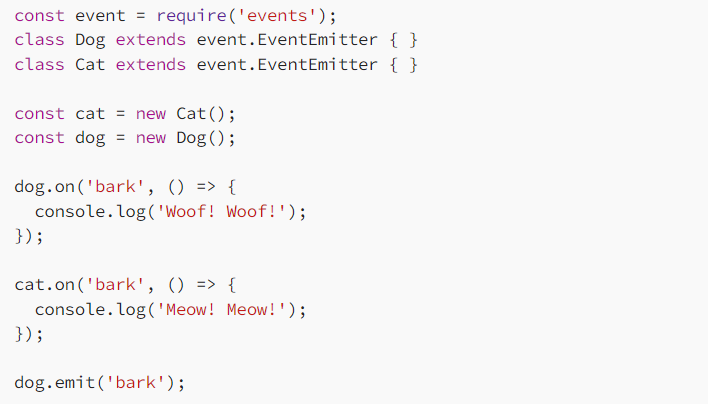 const event = require('events');
class Dog extends event.EventEmitter { }
class Cat extends event.EventEmitter { }

const cat = new Cat();
const dog = new Dog();

dog.on('bark', () => {
  console.log('Woof! Woof!');
});

cat.on('bark', () => {
  console.log('Meow! Meow!');
});

dog.emit('bark');